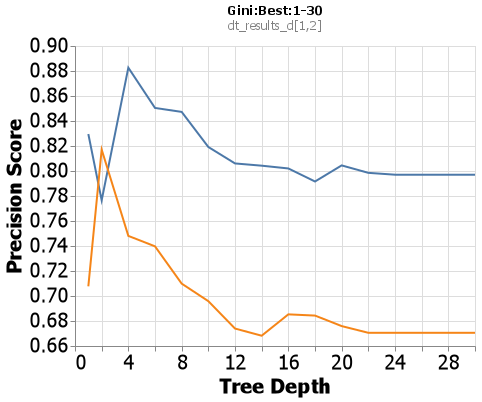 Gini:Best:1-30
dt_results_d[1,2]
0.90
0.88
0.86
0.84
0.82
0.80
0.78
0.76
0.74
0.72
0.70
0.68
0.66
Precision Score
0 4 8 12 16 20 24 28
Tree Depth